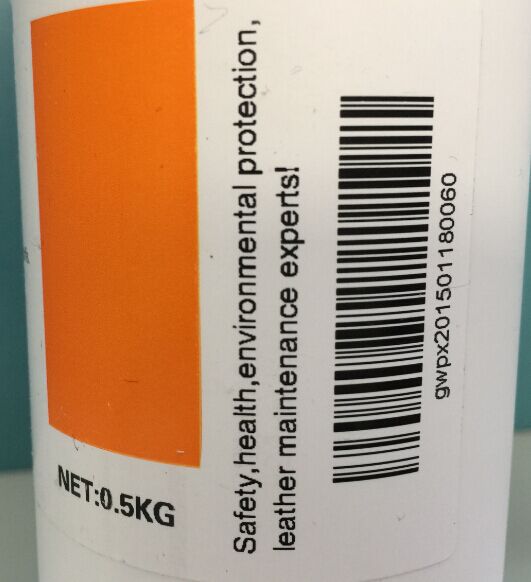 Safety,health,environmental protection,
leather maintenance experts!
gwpx201501180060
NET:0.5KG